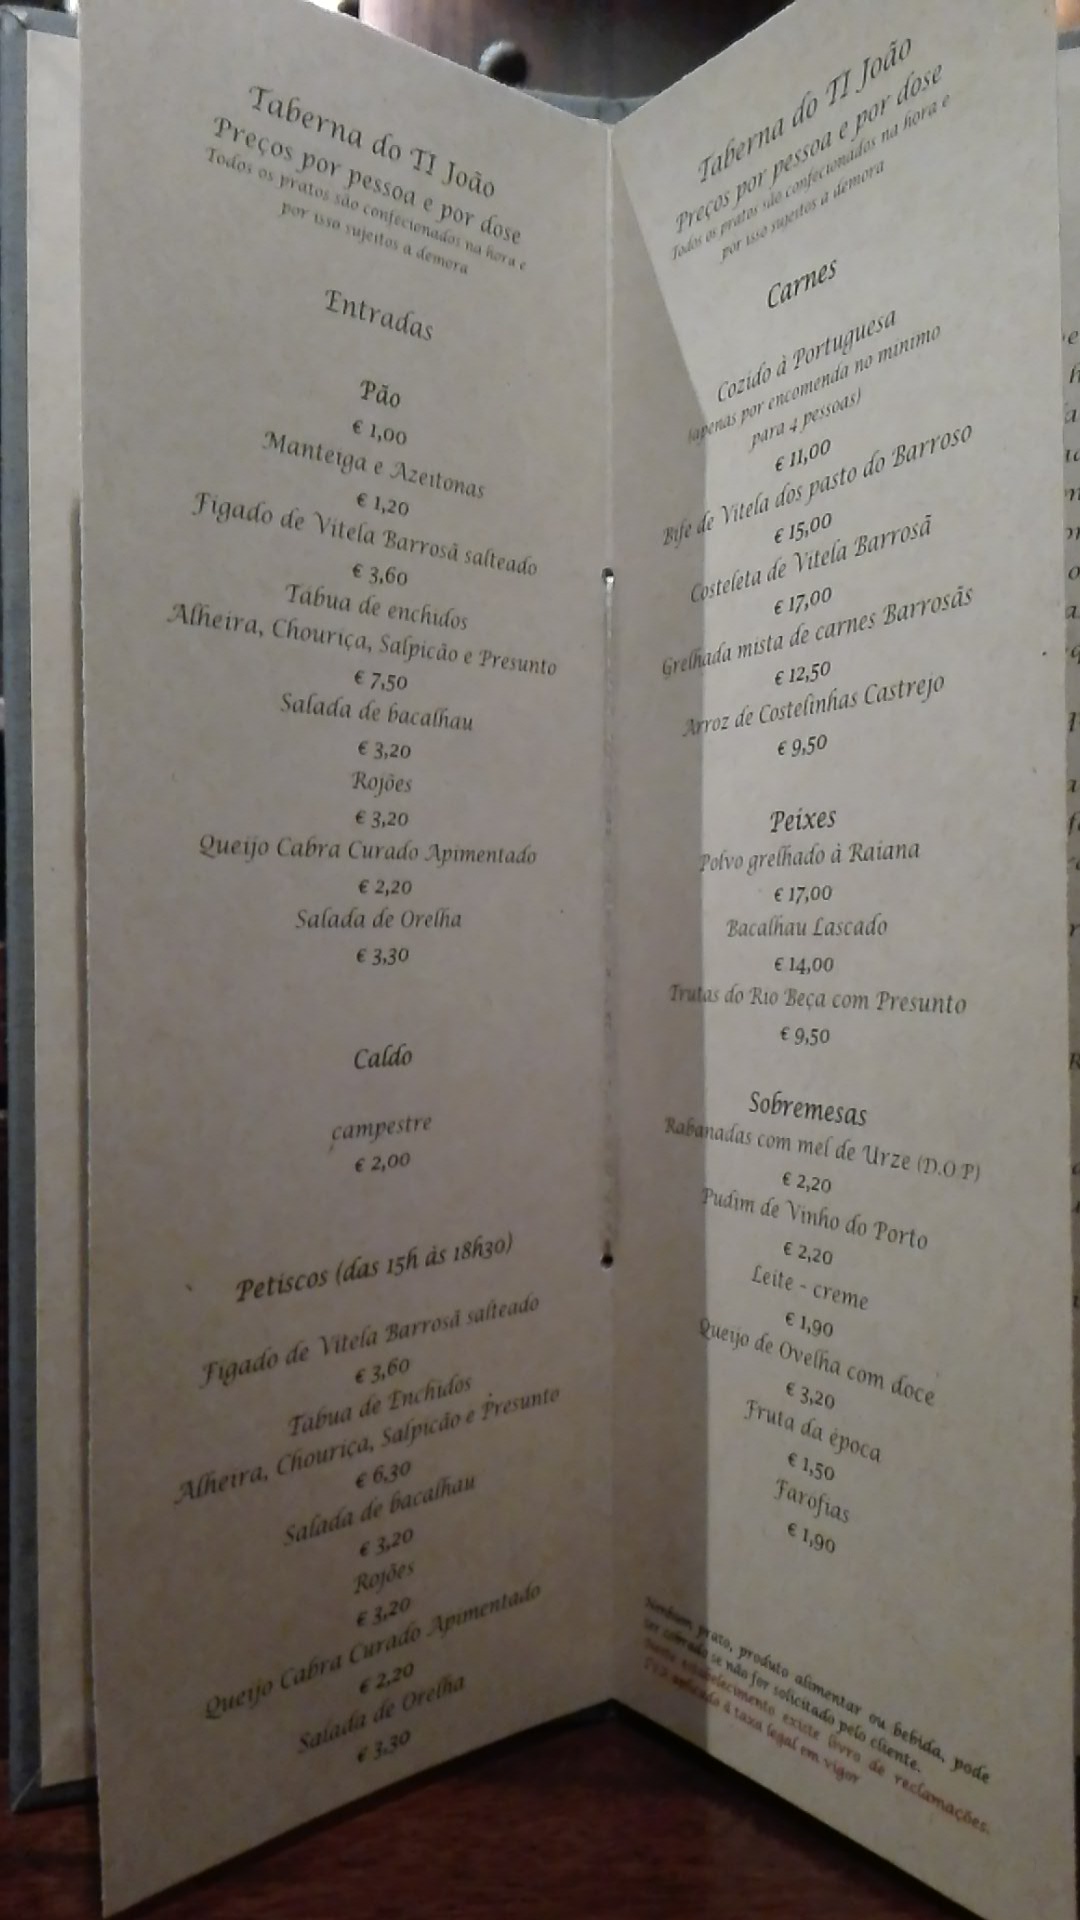 Taberna do TI João
Preços por pessoa e por dose
Todos os pratos são confecionados na hora e
por isso sujeitos a demora
Entradas
Pão
€ 1,00
Manteiga e Azeitonas
€ 1,20
Figado de Vitela Barrosã salteado
€ 3,60
Tábua de enchidos
Alheira, Chouriça, Salpicão e Presunto
€ 7,50
Salada de bacalhau
€ 3,20
Rojões
€ 3,20
Queijo Cabra Curado Apimentado
€ 2,20
Salada de Orelha
€ 3,30
Caldo
campestre
€ 2,00
Petiscos (das 15h às 18h30)
Figado de Vitela Barrosã salteado
€ 3,60
Tabua de Enchidos
Alheira, Chouriça, Salpicão e Presunto
€ 6,30
Salada de bacalhau
€ 3,20
Rojões
€ 3,20
Queijo Cabra Curado Apimentado
€ 2,20
Salada de Orelha
€ 3,30
Taberna do TI João
Preços por pessoa e por dose
Todos os pratos são confecionados na hora e
por isso sujeitos a demora
Carnes
Cozido à Portuguesa
(apenas por encomenda no mínimo
para 4 pessoas)
€ 11,00
Bife de Vitela dos pasto do Barroso
€ 15,00
Costeleta de Vitela Barrosã
€ 17,00
Grelhada mista de carnes Barrosãs
€ 12,50
Arroz de Costelinhas Castrejo
€ 9,50
Peixes
Polvo grelhado à Raiana
€ 17,00
Bacalhau Lascado
€ 14,00
Trutas do Rio Beça com Presunto
€ 9,50
Sobremesas
Rabanadas com mel de Urze (D.O.P)
€ 2,20
Pudim de Vinho do Porto
€ 2,20
Leite - creme
€ 1,90
Queijo de Ovelha com doce
€ 3,20
Fruta da época
€ 1,50
Farofias
€ 1,90
Nenhum prato, produto alimentar ou bebida, pode
ser cobrado se não for solicitado pelo cliente.
Neste estabelecimento existe livro de reclamações.
IVA aplicado à taxa legal em vigor